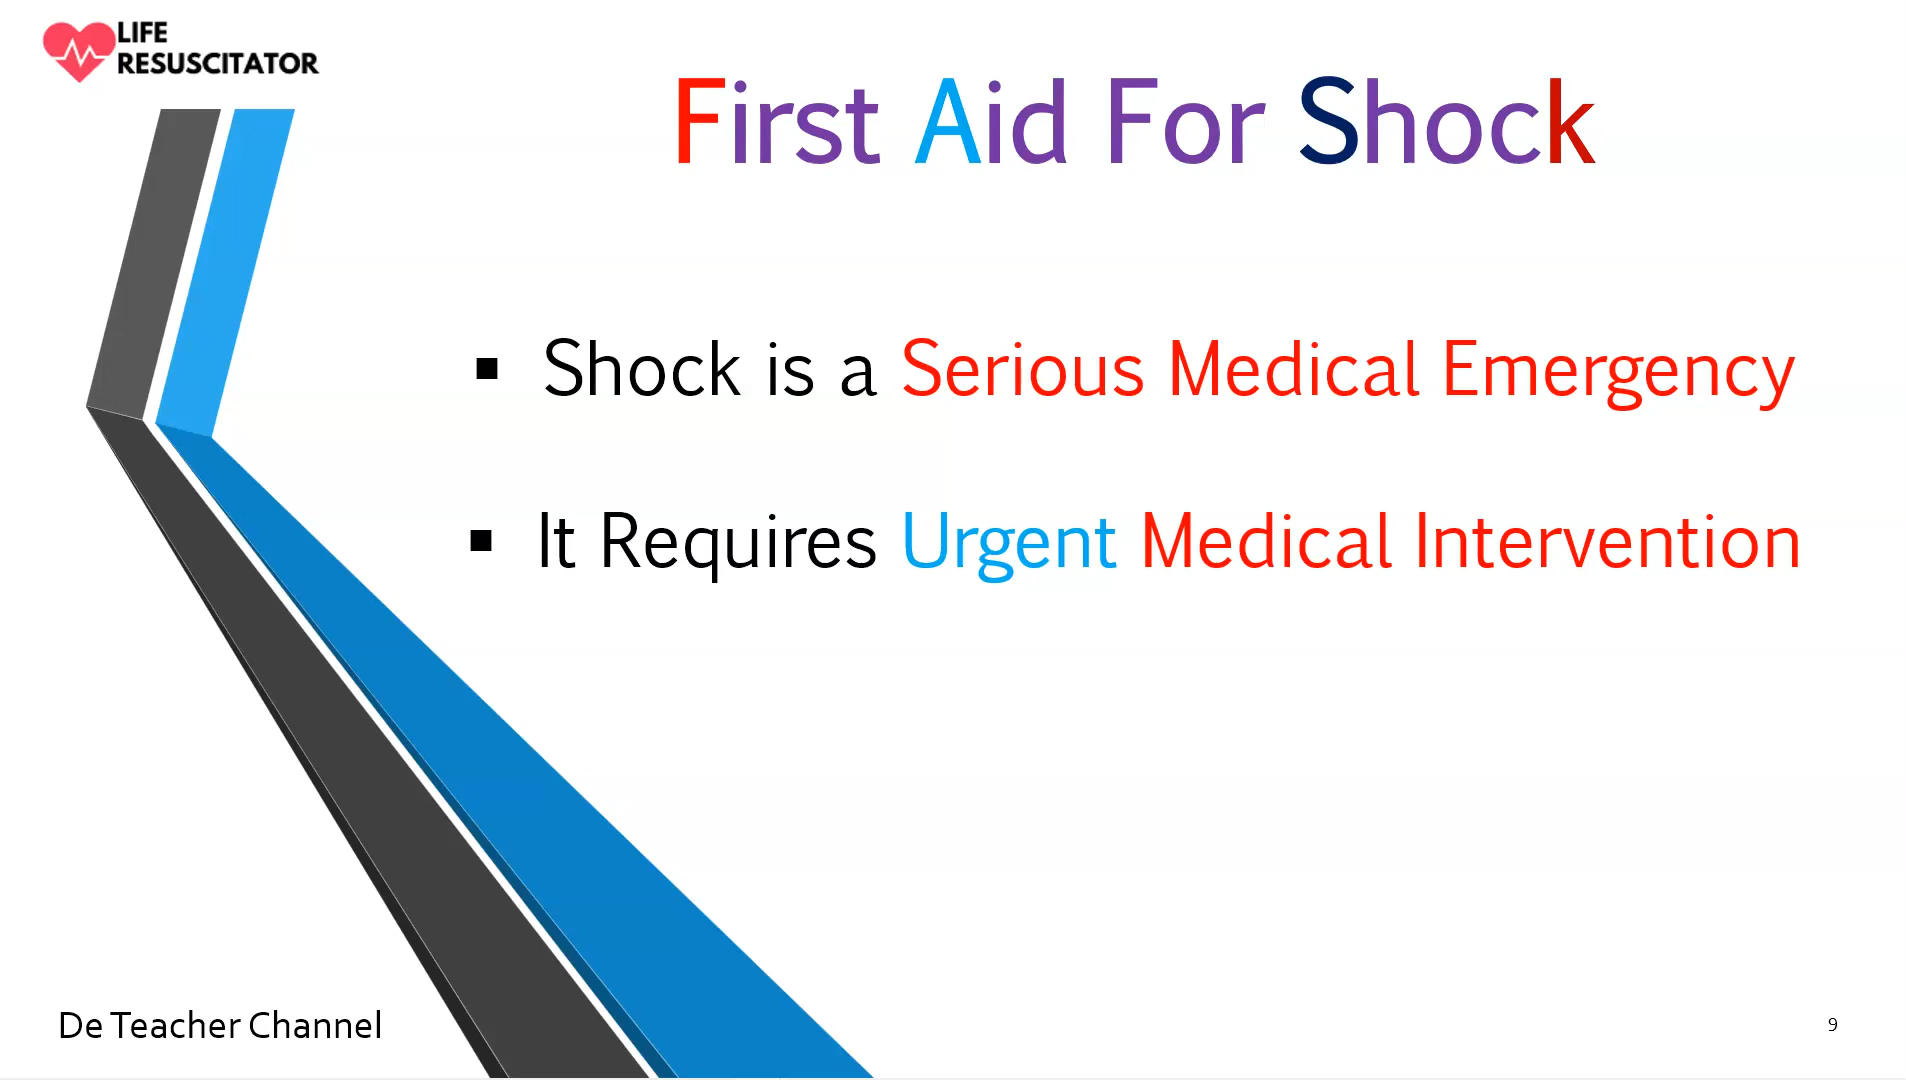 LIFE
RESUSCITATOR
First Aid For Shock
▪ Shock is a Serious Medical Emergency
▪ It Requires Urgent Medical Intervention
De Teacher Channel
9